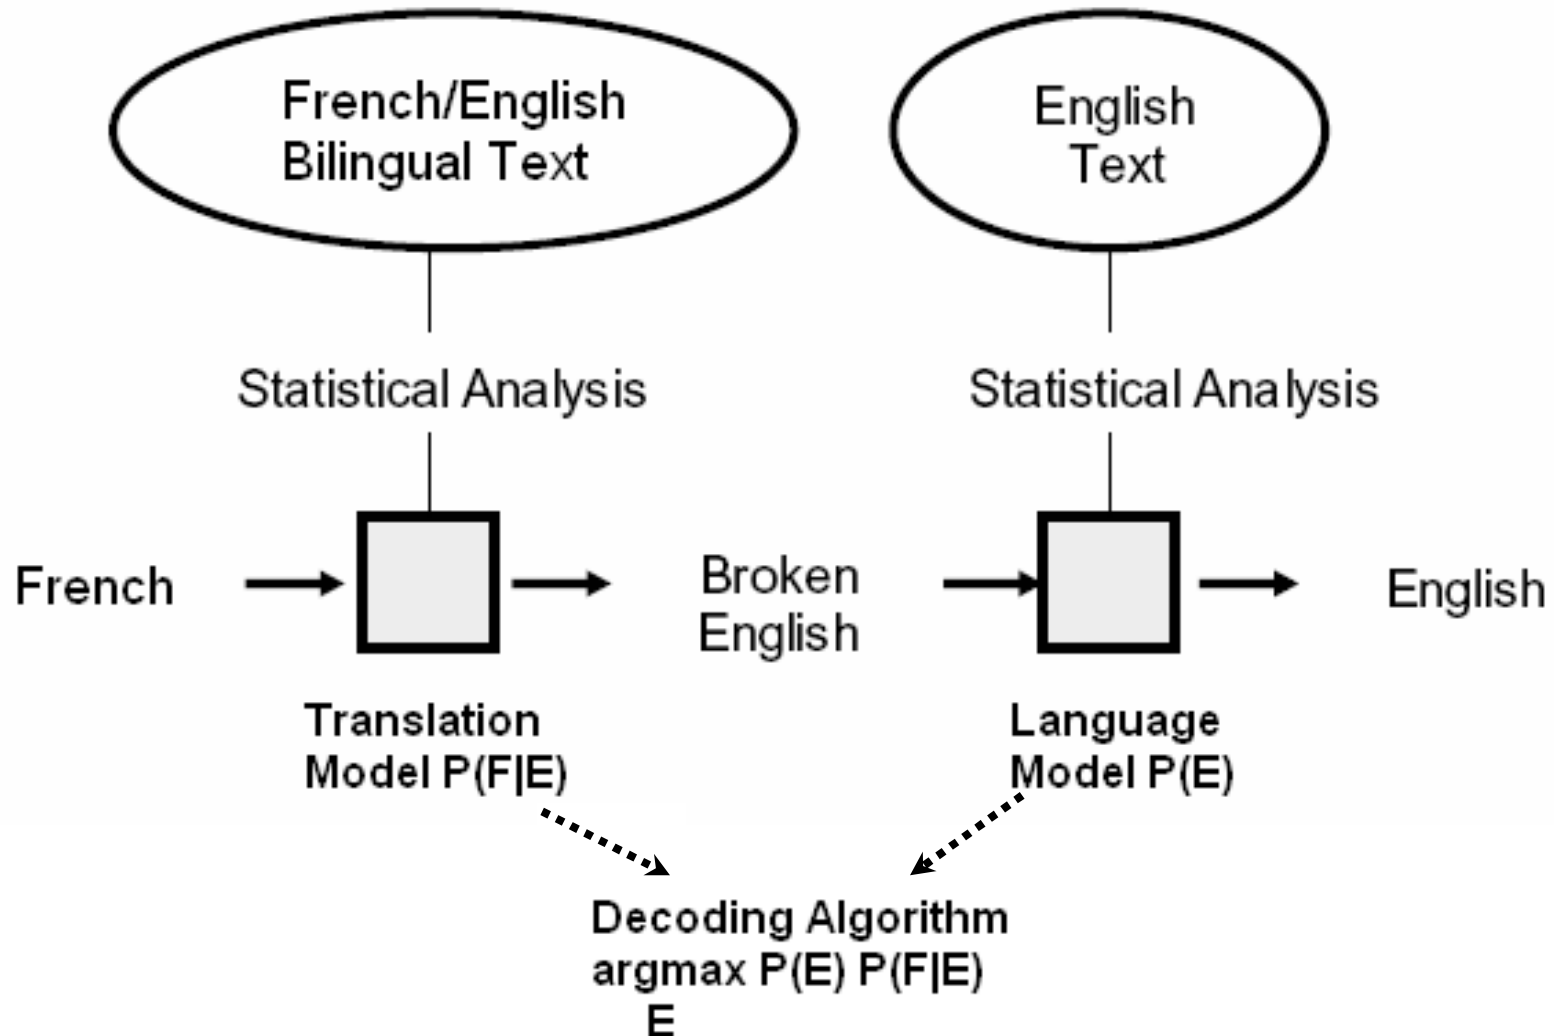 French/English
Bilingual Text
English
Text
Statistical Analysis
Statistical Analysis
French
Broken
English
English
Translation
Model P(F|E)
Language
Model P(E)
Decoding Algorithm
argmax P(E) P(F|E)
E